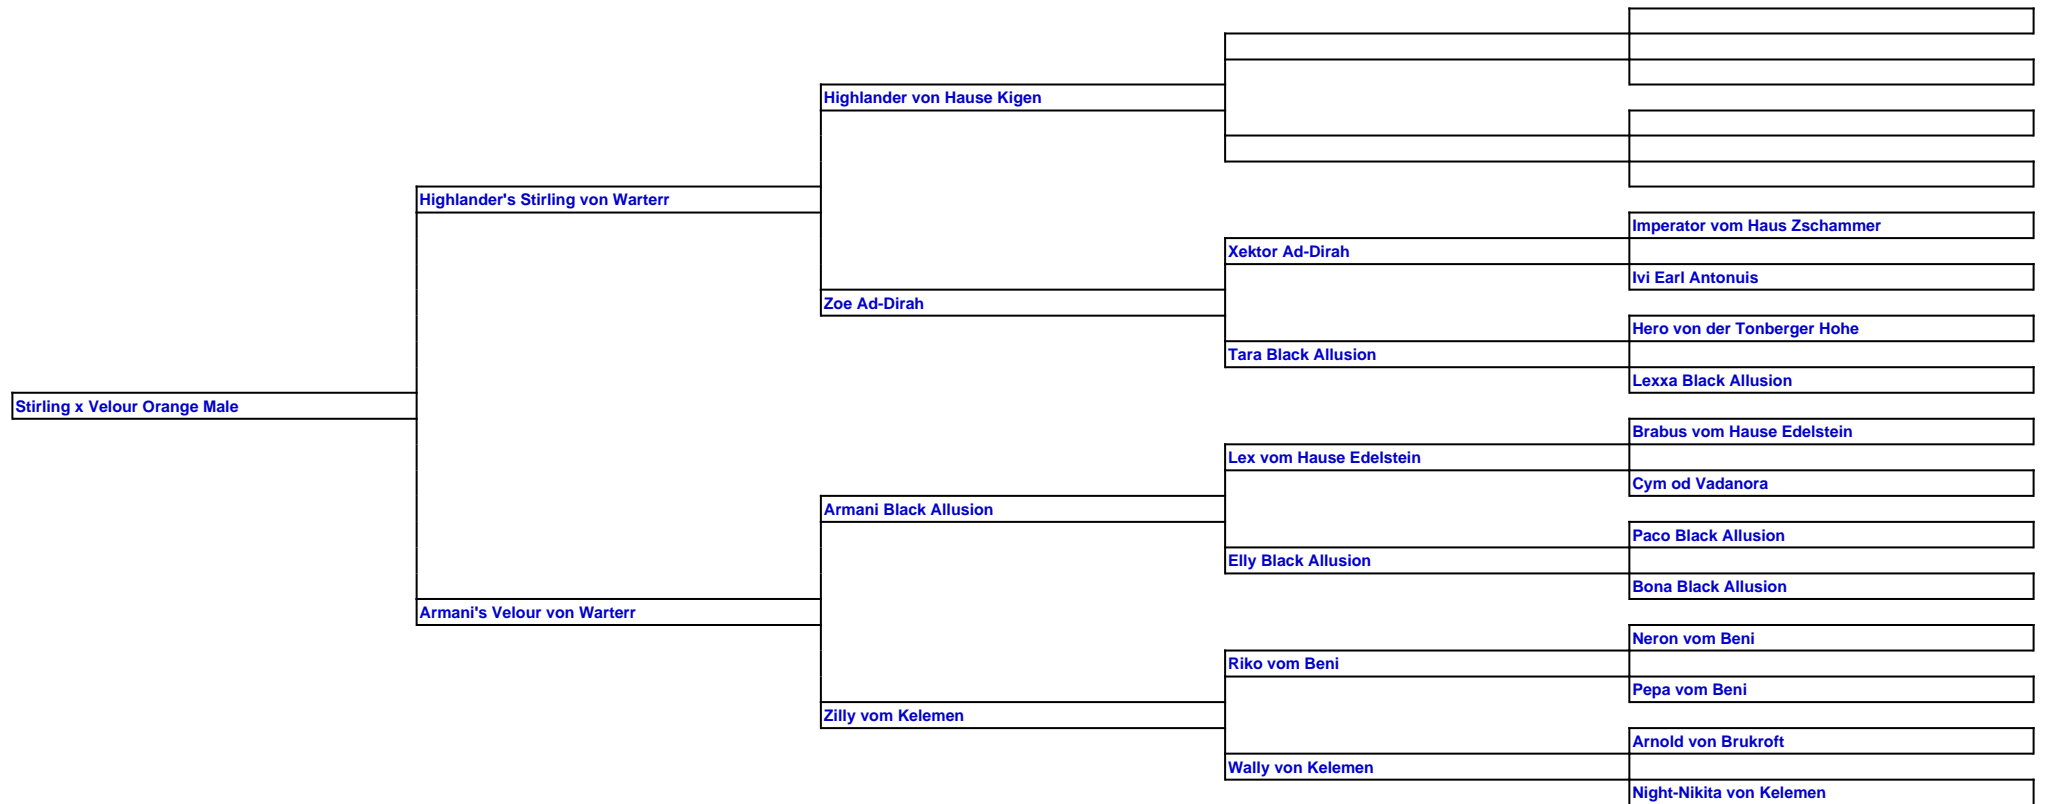 Highlander von Hause Kigen
Highlander's Stirling von Warterr
Imperator vom Haus Zschammer
Xektor Ad-Dirah
Ivi Earl Antonuis
Zoe Ad-Dirah
Hero von der Tonberger Hohe
Tara Black Allusion
Lexxa Black Allusion
Stirling x Velour Orange Male
Brabus vom Hause Edelstein
Lex vom Hause Edelstein
Cym od Vadanora
Armani Black Allusion
Paco Black Allusion
Elly Black Allusion
Bona Black Allusion
Armani's Velour von Warterr
Neron vom Beni
Riko vom Beni
Pepa vom Beni
Zilly vom Kelemen
Arnold von Brukroft
Wally von Kelemen
Night-Nikita von Kelemen